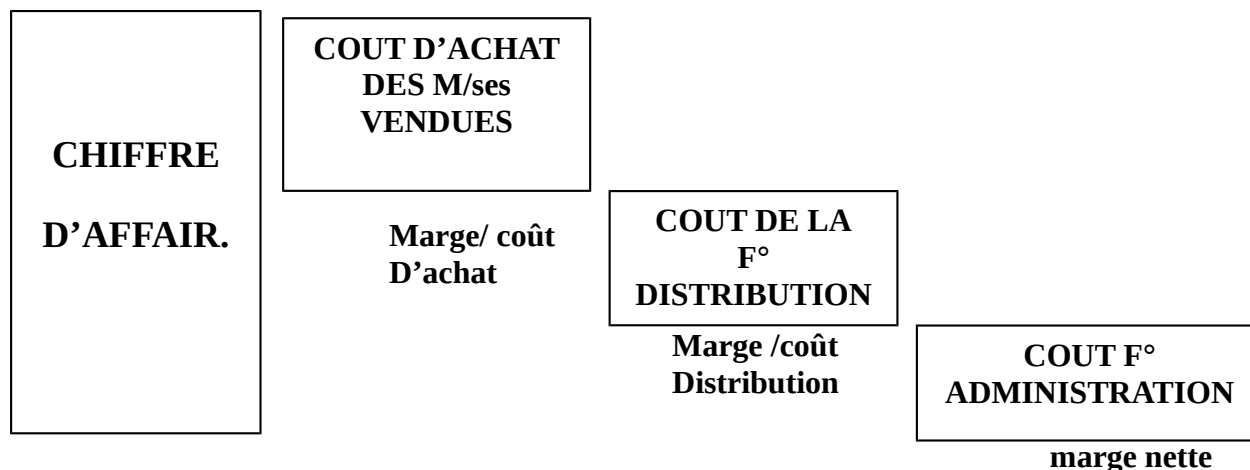 CHIFFRE
D’AFFAIR.
COUT D’ACHAT
DES M/ses
VENDUES
Marge/ coût
D’achat
COUT DE LA
F°
DISTRIBUTION
Marge /coût
Distribution
COUT F°
ADMINISTRATION
marge nette